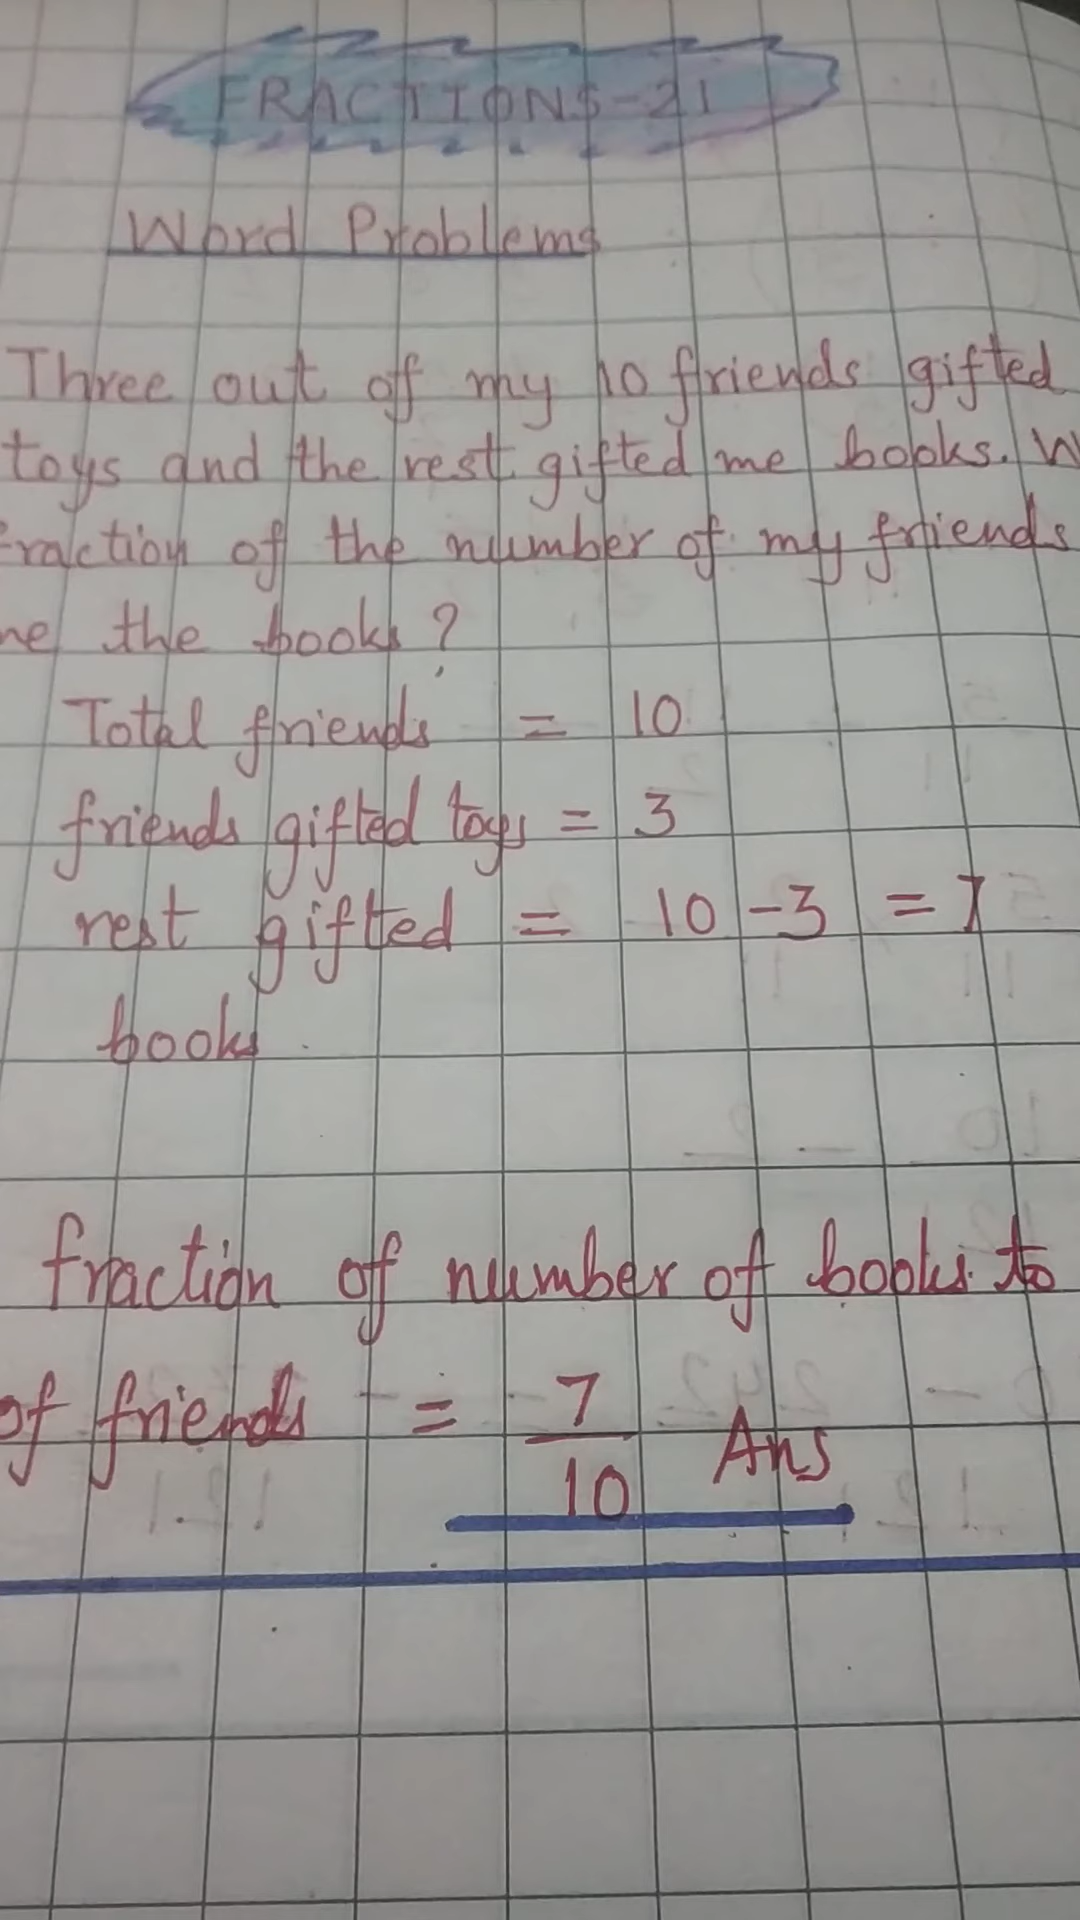 FRACTIONS-21
Word Problems
Three out of my 10 friends gifted
toys and the rest gifted me books. W
fraction of the number of my friends
me the books?
Total friends = 10
friends gifted toys = 3
rest gifted = 10 - 3 = 7
books
fraction of number of books to
of friends = 7/10 Ans